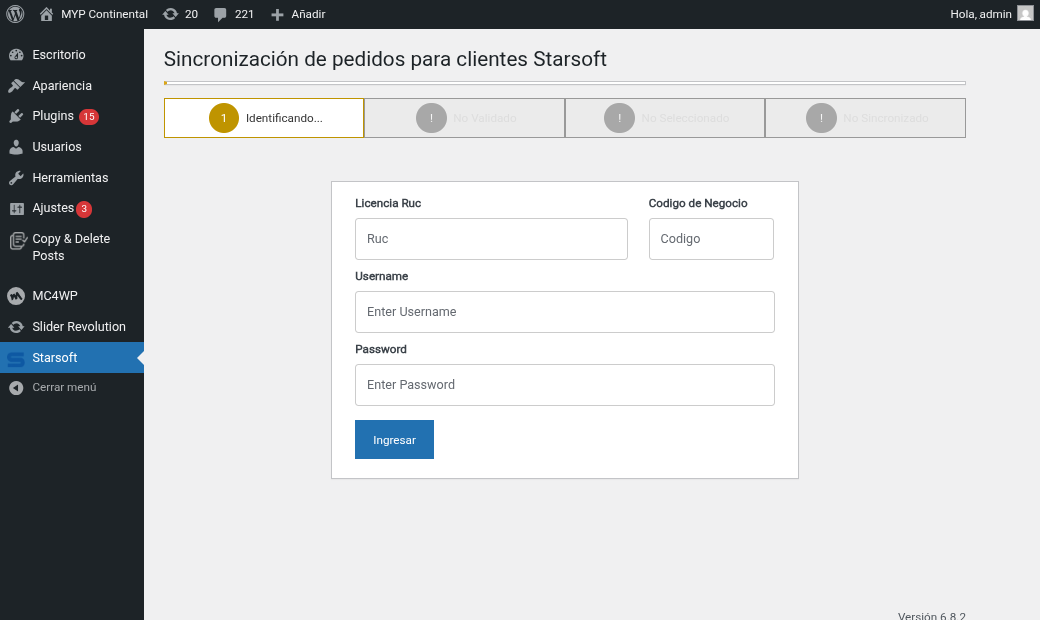 MYP Continental 20 221 Añadir Hola, admin
Escritorio
Apariencia
Plugins 15
Usuarios
Herramientas
Ajustes 3
Copy & Delete
Posts
MC4WP
Slider Revolution
Starsoft
Cerrar menú
Sincronización de pedidos para clientes Starsoft
1 Identificando... ! No Validado ! No Seleccionado ! No Sincronizado
Licencia Ruc Codigo de Negocio
Ruc Codigo
Username
Enter Username
Password
Enter Password
Ingresar
Versión 6.8.2